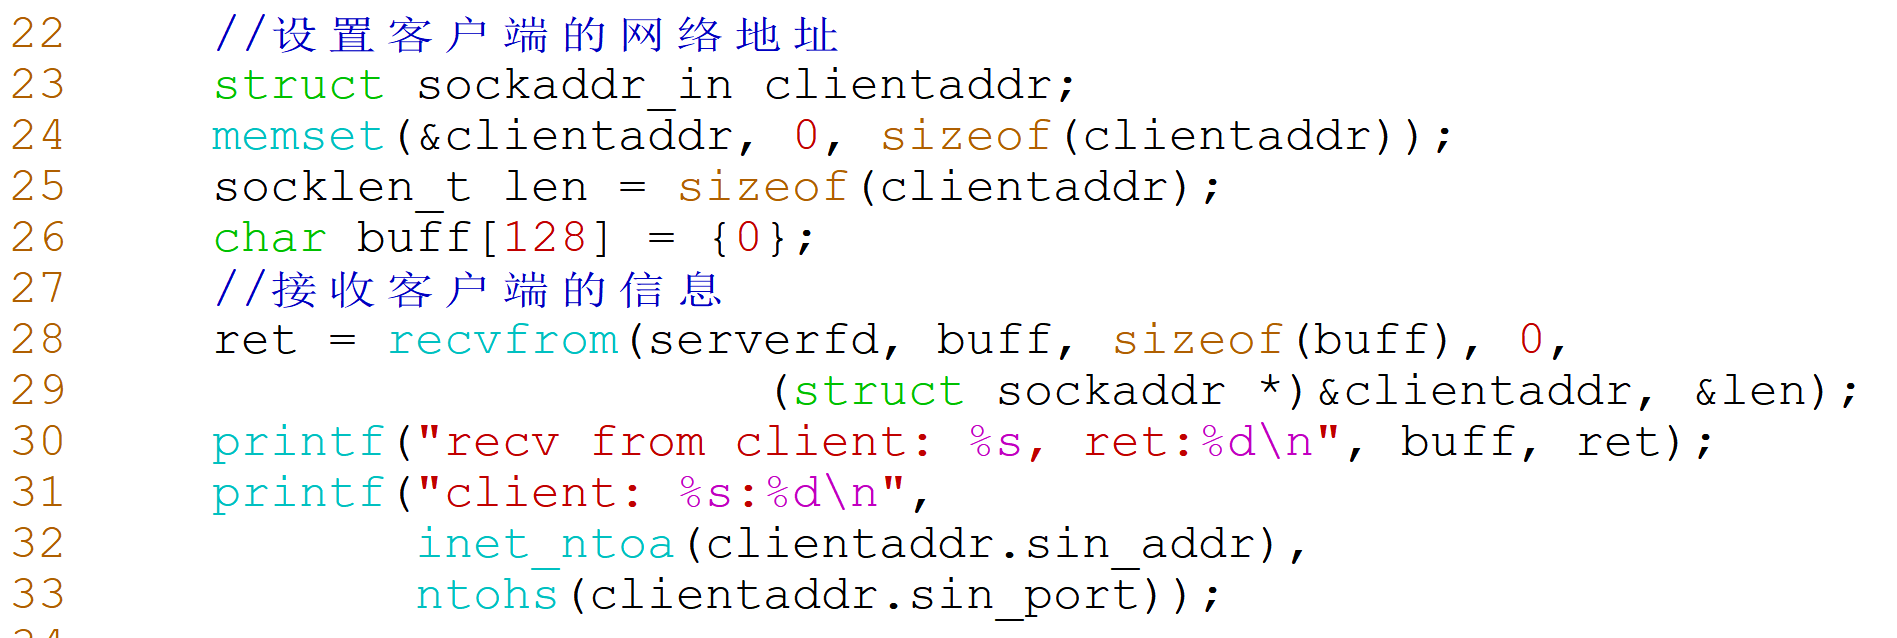 22 //设置客户端的网络地址
23 struct sockaddr_in clientaddr;
24 memset(&clientaddr, 0, sizeof(clientaddr));
25 socklen_t len = sizeof(clientaddr);
26 char buff[128] = {0};
27 //接收客户端的信息
28 ret = recvfrom(serverfd, buff, sizeof(buff), 0,
29 (struct sockaddr *)&clientaddr, &len);
30 printf("recv from client: %s, ret:%d\n", buff, ret);
31 printf("client: %s:%d\n",
32 inet_ntoa(clientaddr.sin_addr),
33 ntohs(clientaddr.sin_port));